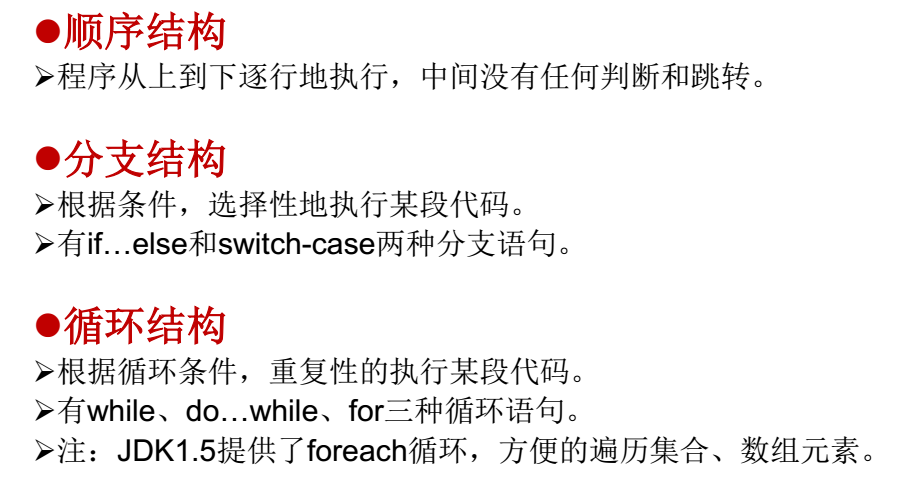 ●顺序结构
➢程序从上到下逐行地执行，中间没有任何判断和跳转。
●分支结构
➢根据条件，选择性地执行某段代码。
➢有if…else和switch-case两种分支语句。
●循环结构
➢根据循环条件，重复性的执行某段代码。
➢有while、do…while、for三种循环语句。
➢注：JDK1.5提供了foreach循环，方便的遍历集合、数组元素。